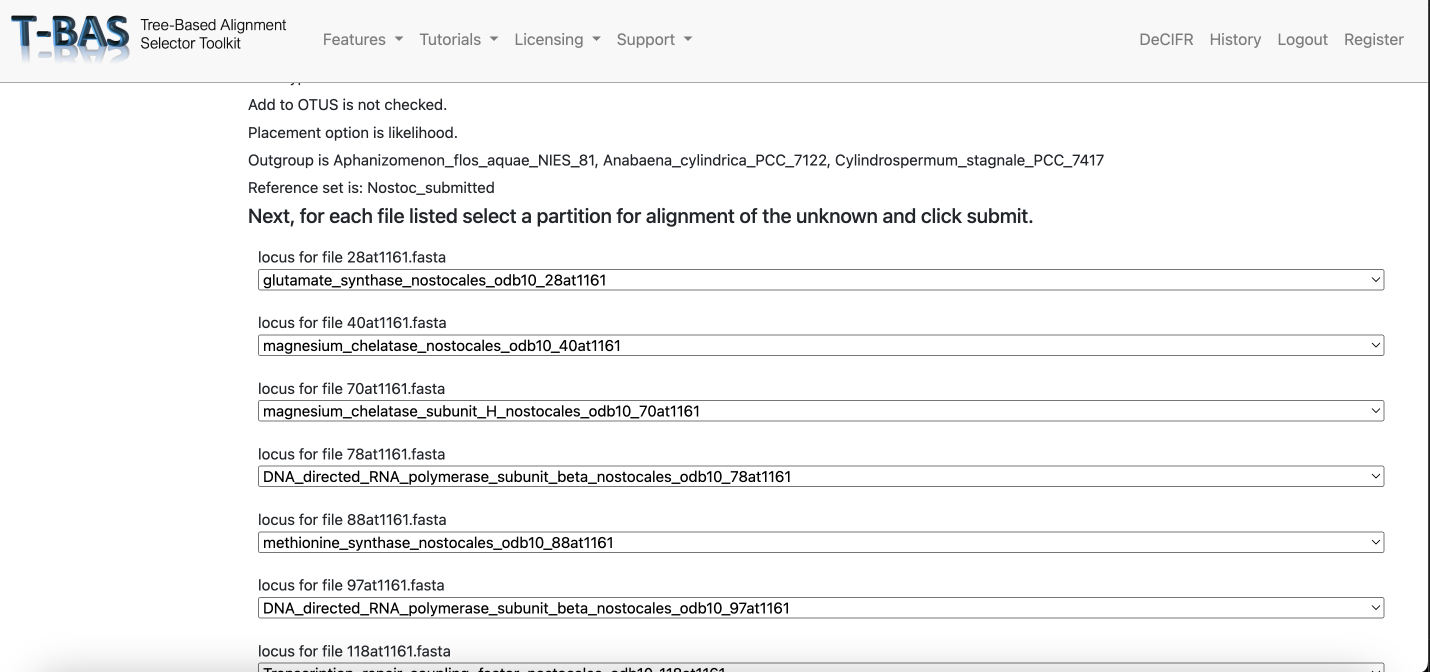 T-BAS
Tree-Based Alignment
Selector Toolkit
Features
Tutorials
Licensing
Support
DeCIFR
History
Logout
Register
Add to OTUS is not checked.
Placement option is likelihood.
Outgroup is Aphanizomenon_flos_aquae_NIES_81, Anabaena_cylindrica_PCC_7122, Cylindrospermum_stagnale_PCC_7417
Reference set is: Nostoc_submitted
Next, for each file listed select a partition for alignment of the unknown and click submit.
locus for file 28at1161.fasta
glutamate_synthase_nostocales_odb10_28at1161
locus for file 40at1161.fasta
magnesium_chelatase_nostocales_odb10_40at1161
locus for file 70at1161.fasta
magnesium_chelatase_subunit_H_nostocales_odb10_70at1161
locus for file 78at1161.fasta
DNA_directed_RNA_polymerase_subunit_beta_nostocales_odb10_78at1161
locus for file 88at1161.fasta
methionine_synthase_nostocales_odb10_88at1161
locus for file 97at1161.fasta
DNA_directed_RNA_polymerase_subunit_beta_nostocales_odb10_97at1161
locus for file 118at1161.fasta
Transcription_repair_coupling_factor_nostocales_odb10_118at1161